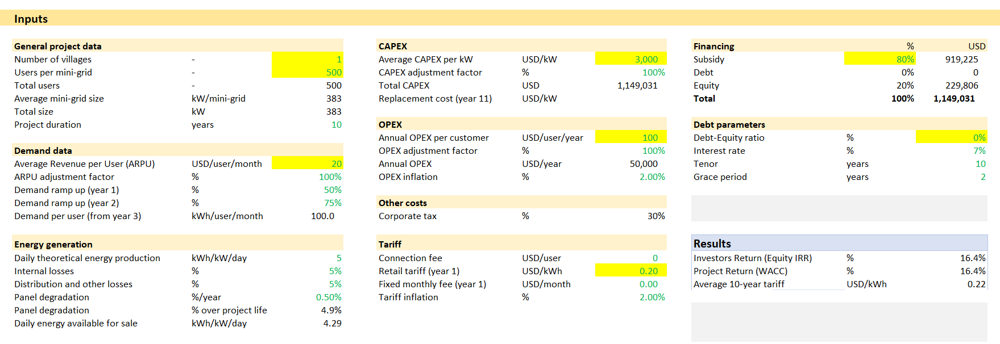 Inputs
General project data
Number of villages - 1
Users per mini-grid - 500
Total users - 500
Average mini-grid size kW/mini-grid 383
Total size kW 383
Project duration years 10
Demand data
Average Revenue per User (ARPU) USD/user/month 20
ARPU adjustment factor % 100%
Demand ramp up (year 1) % 50%
Demand ramp up (year 2) % 75%
Demand per user (from year 3) kWh/user/month 100.0
Energy generation
Daily theoretical energy production kWh/kW/day 5
Internal losses % 5%
Distribution and other losses % 5%
Panel degradation %/year 0.50%
Panel degradation % over project life 4.9%
Daily energy available for sale kWh/kW/day 4.29
CAPEX
Average CAPEX per kW USD/kW 3,000
CAPEX adjustment factor % 100%
Total CAPEX USD 1,149,031
Replacement cost (year 11) USD/kW
OPEX
Annual OPEX per customer USD/user/year 100
OPEX adjustment factor % 100%
Annual OPEX USD/year 50,000
OPEX inflation % 2.00%
Other costs
Corporate tax % 30%
Tariff
Connection fee USD/user 0
Retail tariff (year 1) USD/kWh 0.20
Fixed monthly fee (year 1) USD/month 0.00
Tariff inflation % 2.00%
Financing % USD
Subsidy 80% 919,225
Debt 0% 0
Equity 20% 229,806
Total 100% 1,149,031
Debt parameters
Debt-Equity ratio % 0%
Interest rate % 7%
Tenor years 10
Grace period years 2
Results
Investors Return (Equity IRR) % 16.4%
Project Return (WACC) % 16.4%
Average 10-year tariff USD/kWh 0.22